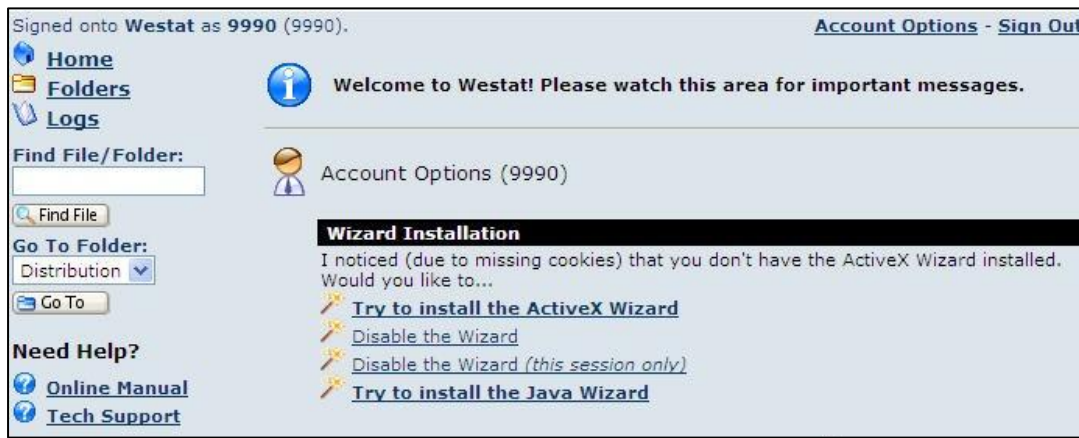 Signed onto Westat as 9990 (9990).
Account Options - Sign Out
Home
Folders
Logs
Find File/Folder:
Find File
Go To Folder:
Distribution
Go To
Need Help?
Online Manual
Tech Support
Welcome to Westat! Please watch this area for important messages.
Account Options (9990)
Wizard Installation
I noticed (due to missing cookies) that you don't have the ActiveX Wizard installed.
Would you like to...
Try to install the ActiveX Wizard
Disable the Wizard
Disable the Wizard (this session only)
Try to install the Java Wizard